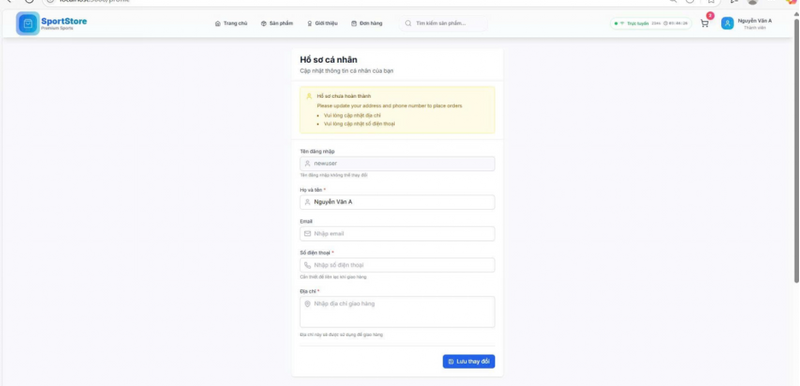 SportStore
Premium Sports
Trang chủ
Sản phẩm
Giới thiệu
Đơn hàng
Tìm kiếm sản phẩm...
Trực tuyến
Nguyễn Văn A
Thành viên
Hồ sơ cá nhân
Cập nhật thông tin cá nhân của bạn
Hồ sơ chưa hoàn thành
Please update your address and phone number to place orders
Vui lòng cập nhật địa chỉ
Vui lòng cập nhật số điện thoại
Tên đăng nhập
newuser
Tên đăng nhập không thể thay đổi
Họ và tên *
Nguyễn Văn A
Email
Nhập email
Số điện thoại *
Nhập số điện thoại
Cần thiết để liên lạc khi giao hàng
Địa chỉ *
Nhập địa chỉ giao hàng
Địa chỉ này sẽ được sử dụng để giao hàng
Lưu thay đổi